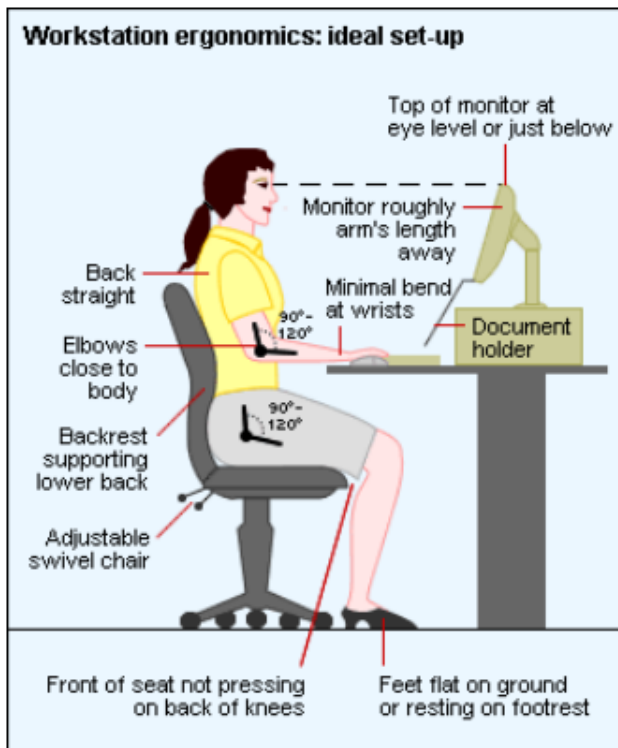 Workstation ergonomics: ideal set-up
Top of monitor at
eye level or just below
Monitor roughly
arm's length
away
Back
straight
Minimal bend
at wrists
90°-
120°
Document
holder
Elbows
close to
body
90°-
120°
Backrest
supporting
lower back
Adjustable
swivel chair
Front of seat not pressing
on back of knees
Feet flat on ground
or resting on footrest